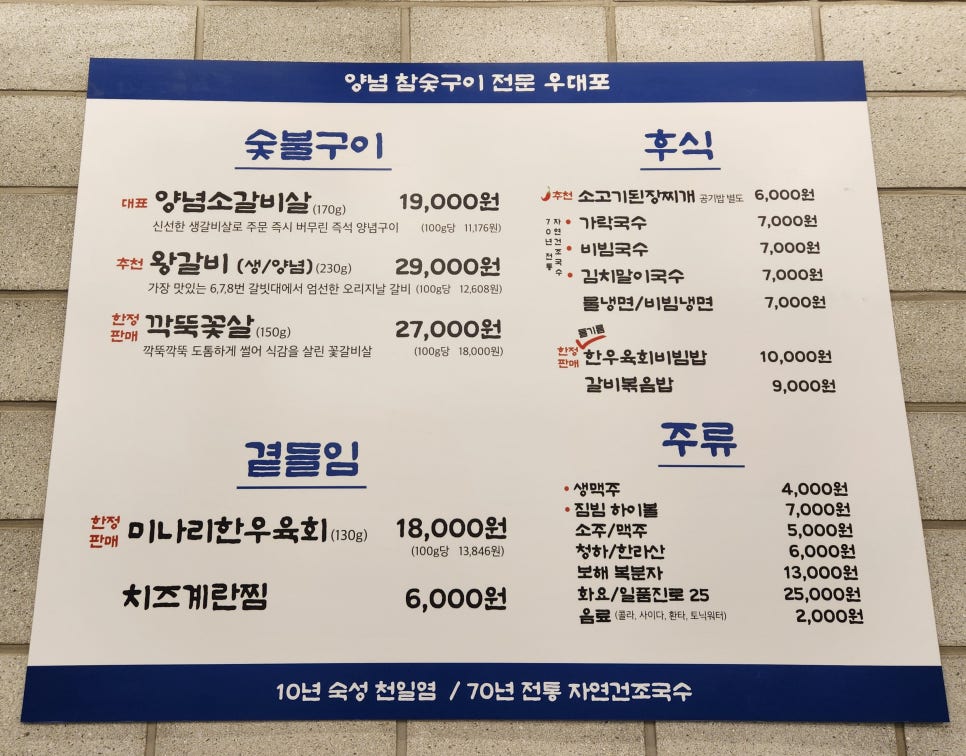 양념 참숯구이 전문 우대포
숯불구이
대표 양념소갈비살 (170g) 19,000원
신선한 생갈비살로 주문 즉시 버무린 즉석 양념구이 (100g당 11,176원)
추천 왕갈비 (생/양념) (230g) 29,000원
가장 맛있는 6,7,8번 갈빗대에서 엄선한 오리지날 갈비 (100g당 12,608원)
한정 판매 깍뚝꽃살 (150g) 27,000원
깍뚝깍뚝 도톰하게 썰어 식감을 살린 꽃갈비살 (100g당 18,000원)
곁들임
한정 판매 미나리한우육회 (130g) 18,000원
(100g당 13,846원)
치즈계란찜 6,000원
후식
추천 소고기된장찌개 공기밥 별도 6,000원
자연건조국수
70년 전통
가락국수 7,000원
비빔국수 7,000원
김치말이국수 7,000원
물냉면/비빔냉면 7,000원
들기름
한정 판매 한우육회비빔밥 10,000원
갈비볶음밥 9,000원
주류
생맥주 4,000원
짐빔 하이볼 7,000원
소주/맥주 5,000원
청하/한라산 6,000원
보해 복분자 13,000원
화요/일품진로 25 25,000원
음료 (콜라, 사이다, 환타, 토닉워터) 2,000원
10년 숙성 천일염 / 70년 전통 자연건조국수